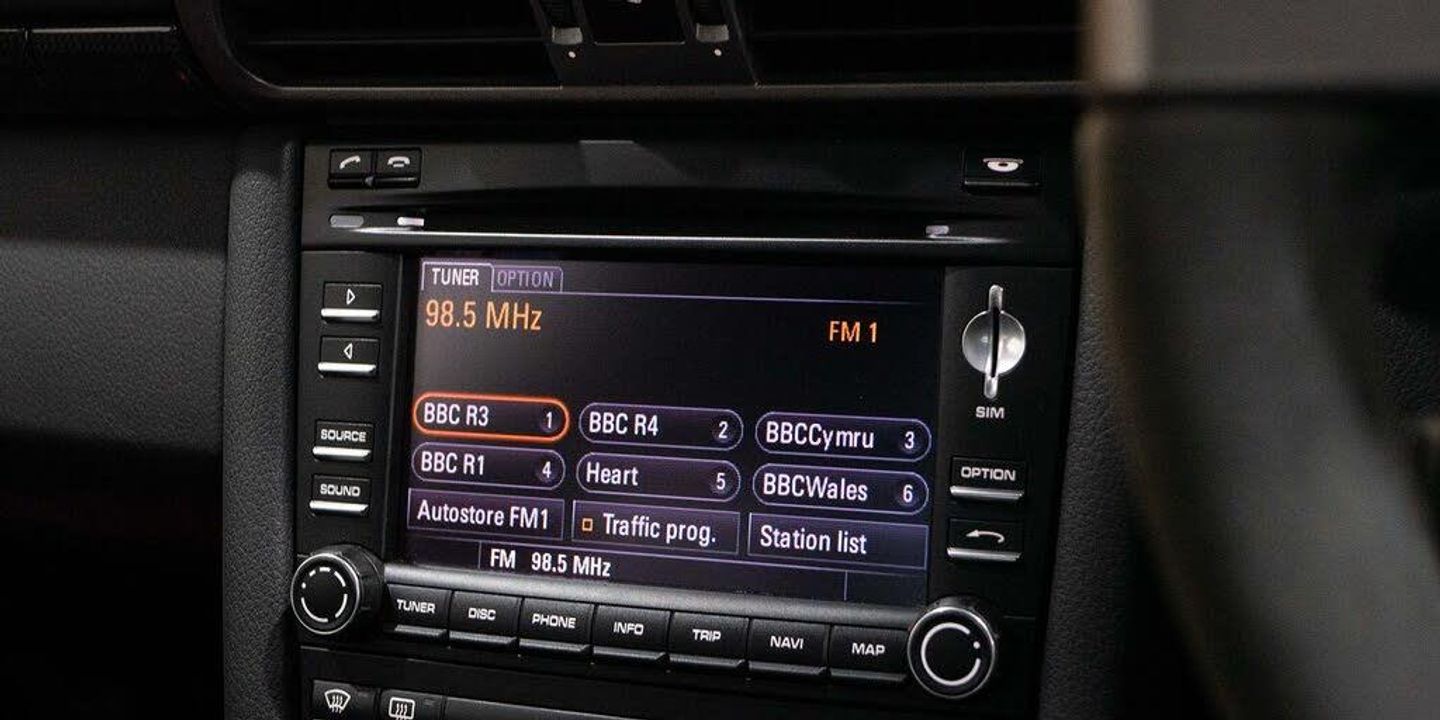 TUNER OPTION
98.5 MHz
FM 1
SIM
BBC R3 1
BBC R4 2
BBCCymru 3
BBC R1 4
Heart 5
BBCWales 6
Autostore FM1
Traffic prog.
Station list
FM 98.5 MHz
SOURCE
SOUND
OPTION
TUNER
DISC
PHONE
INFO
TRIP
NAVI
MAP